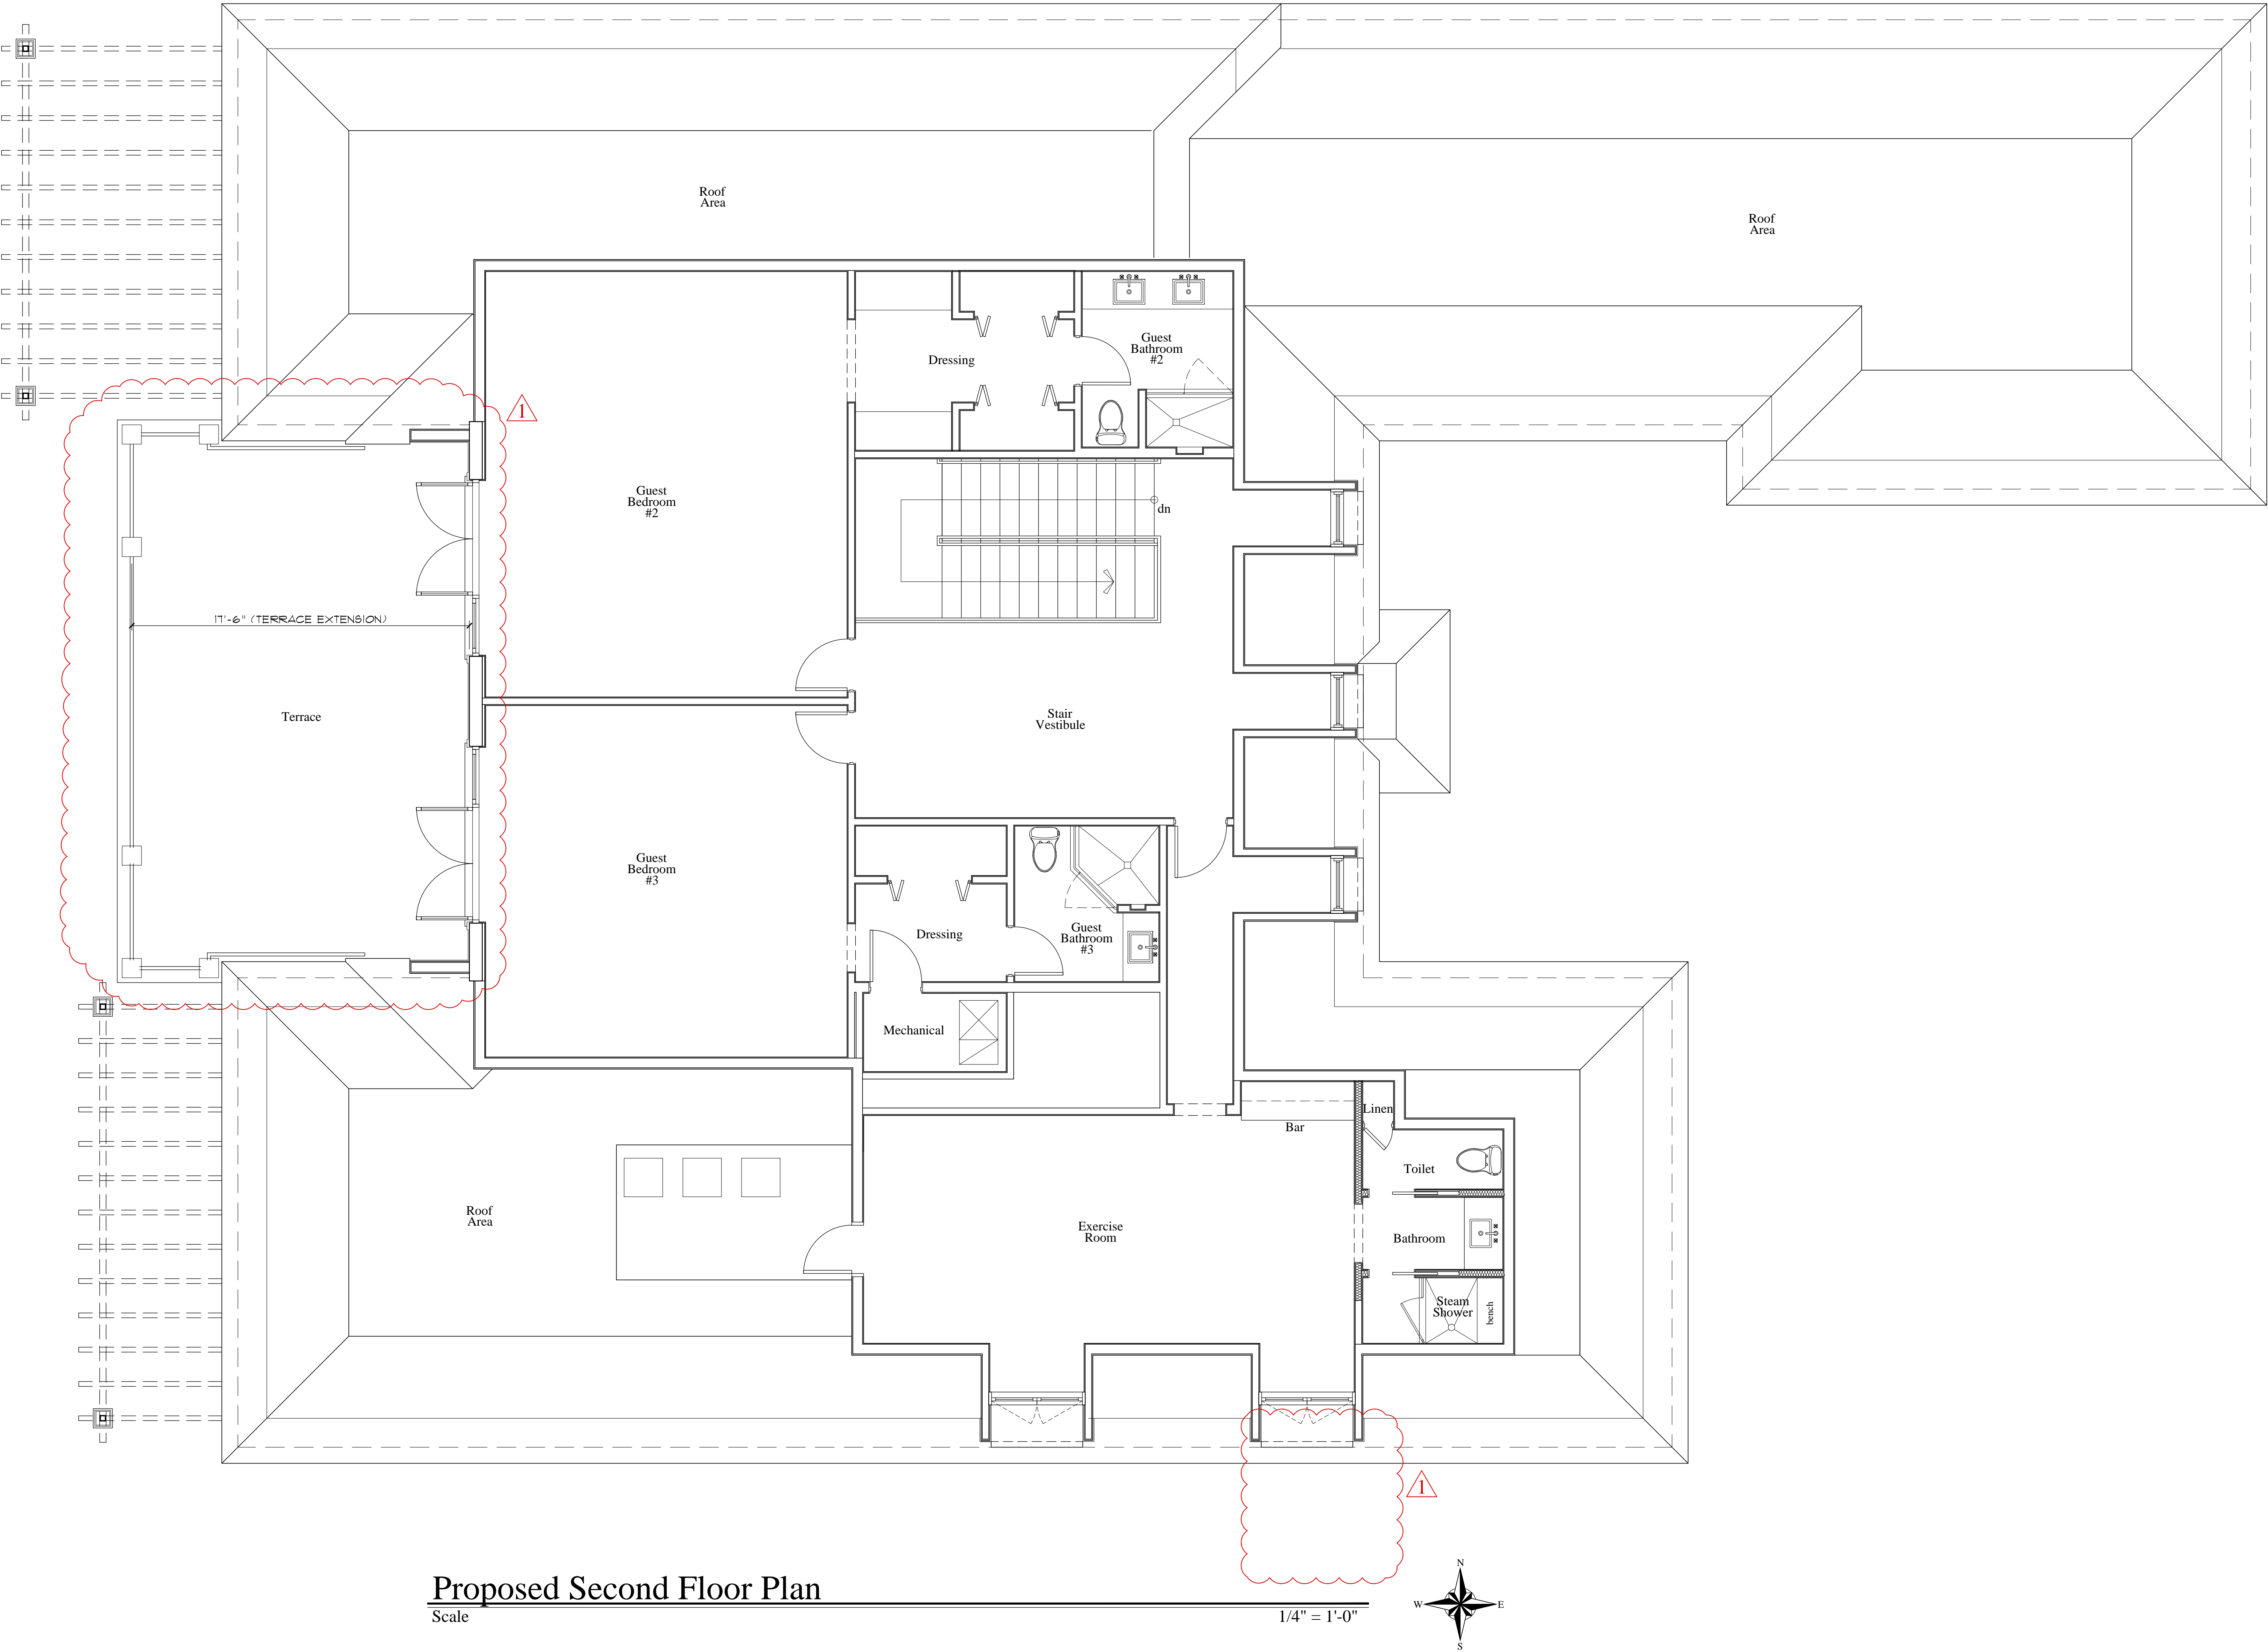 Roof
Area
Roof
Area
Guest
Bathroom
#2
Dressing
1
Guest
Bedroom
#2
dn
17'-6" (TERRACE EXTENSION)
Terrace
Stair
Vestibule
Guest
Bedroom
#3
Dressing
Guest
Bathroom
#3
Mechanical
Linen
Bar
Toilet
Roof
Area
Exercise
Room
Bathroom
Steam
Shower
bench
1
Proposed Second Floor Plan
Scale
1/4" = 1'-0"
N
W
E
S